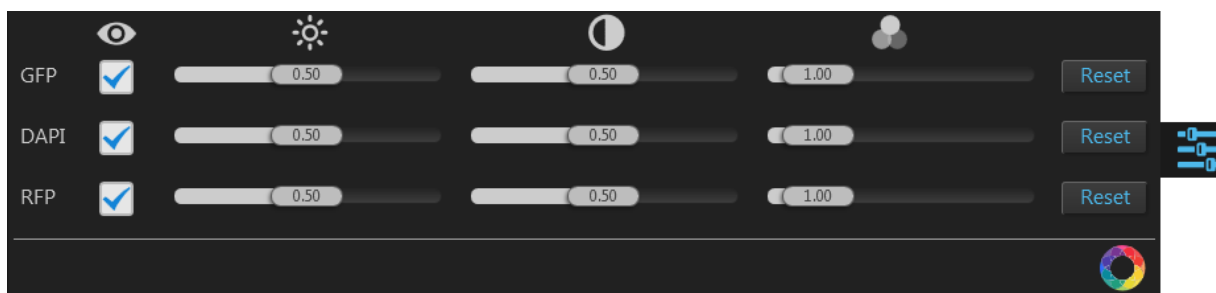 GFP 0.50 0.50 1.00 Reset
DAPI 0.50 0.50 1.00 Reset
RFP 0.50 0.50 1.00 Reset